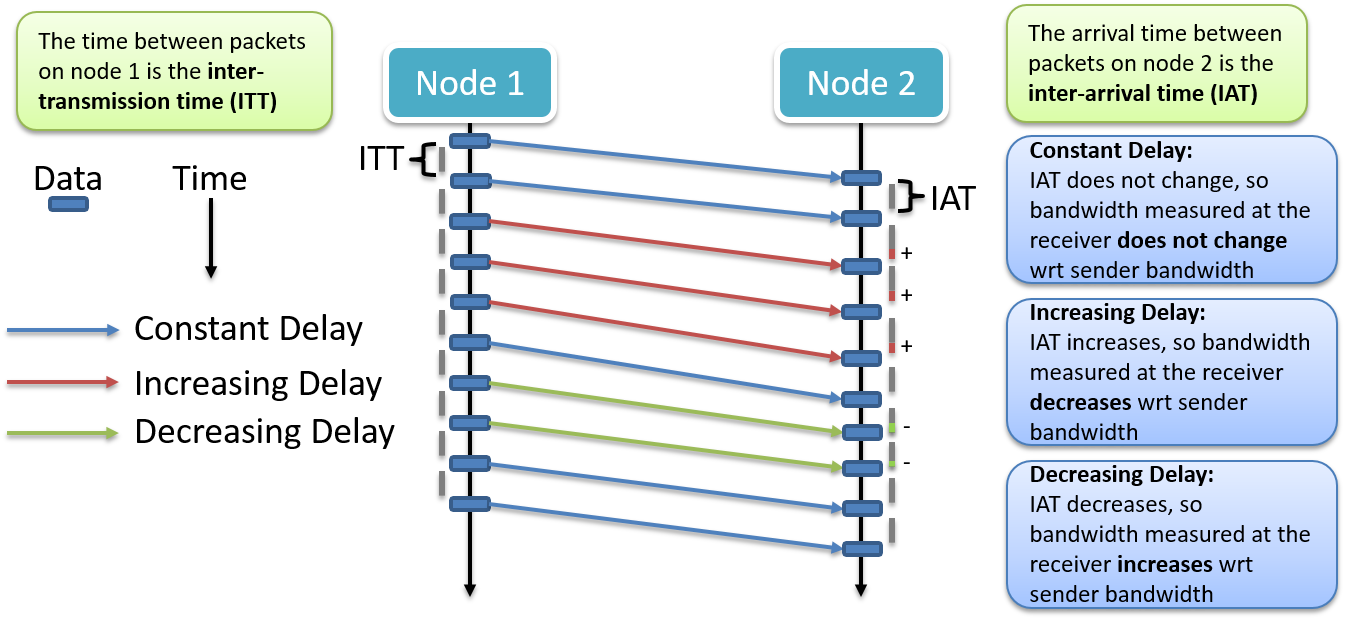 The time between packets
on node 1 is the inter-
transmission time (ITT)
Data
Time
Constant Delay
Increasing Delay
Decreasing Delay
Node 1
Node 2
ITT
IAT
+
+
+
-
-
The arrival time between
packets on node 2 is the
inter-arrival time (IAT)
Constant Delay:
IAT does not change, so
bandwidth measured at the
receiver does not change
wrt sender bandwidth
Increasing Delay:
IAT increases, so bandwidth
measured at the receiver
decreases wrt sender
bandwidth
Decreasing Delay:
IAT decreases, so
bandwidth measured at the
receiver increases wrt
sender bandwidth